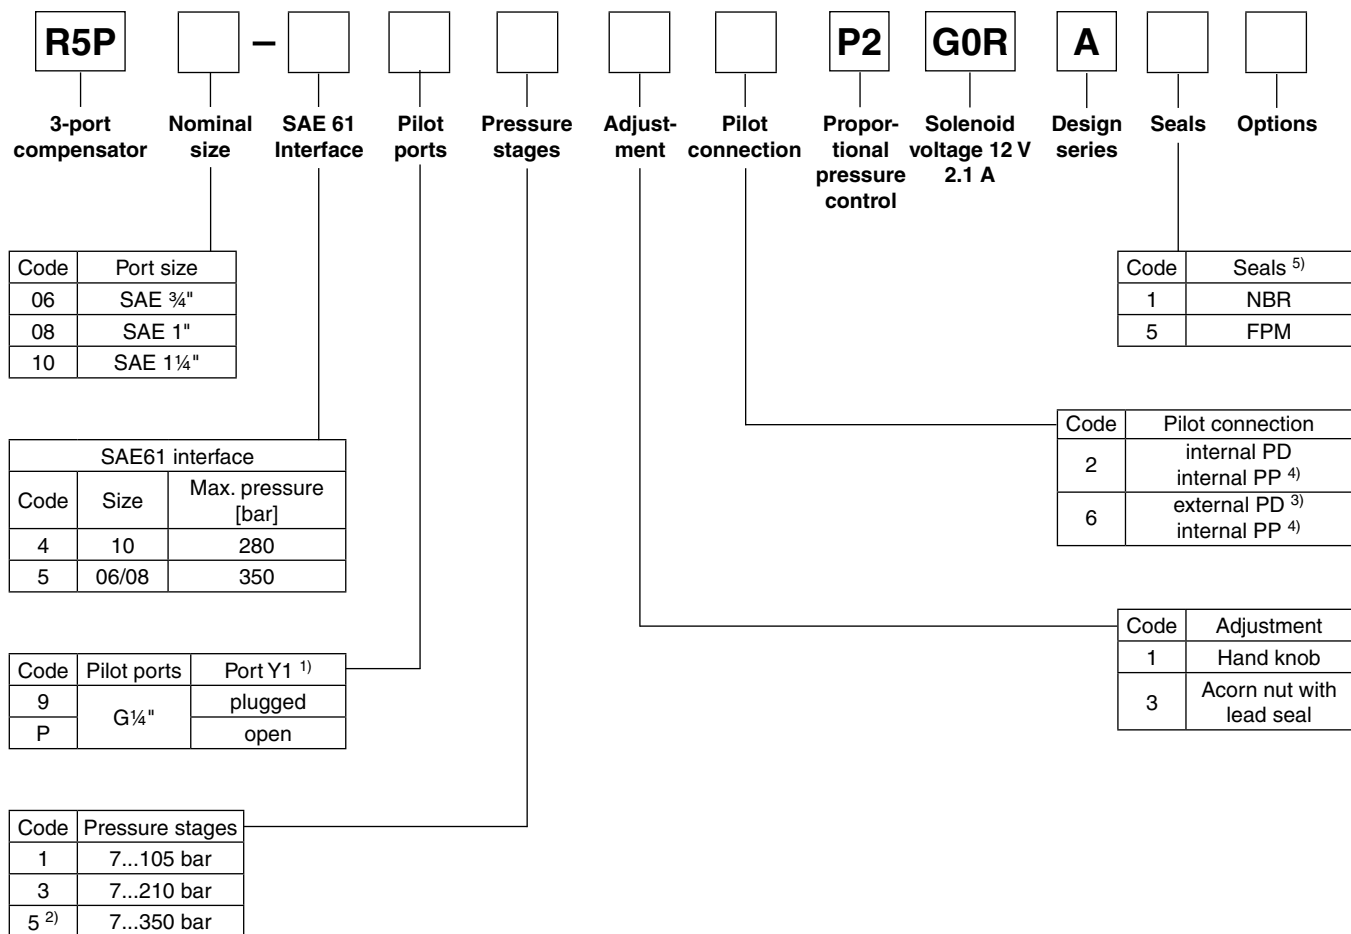 R5P – P2 G0R A
3-port compensator
Nominal size
SAE 61 Interface
Pilot ports
Pressure stages
Adjust-ment
Pilot connection
Propor-tional pressure control
Solenoid voltage 12 V 2.1 A
Design series
Seals
Options
Code Port size
06 SAE ¾"
08 SAE 1"
10 SAE 1¼"
Code Seals 5)
1 NBR
5 FPM
SAE61 interface
Code Size Max. pressure [bar]
4 10 280
5 06/08 350
Code Pilot connection
2 internal PD
internal PP 4)
6 external PD 3)
internal PP 4)
Code Pilot ports Port Y1 1)
9 G¼" plugged
P open
Code Adjustment
1 Hand knob
3 Acorn nut with
lead seal
Code Pressure stages
1 7...105 bar
3 7...210 bar
5 2) 7...350 bar